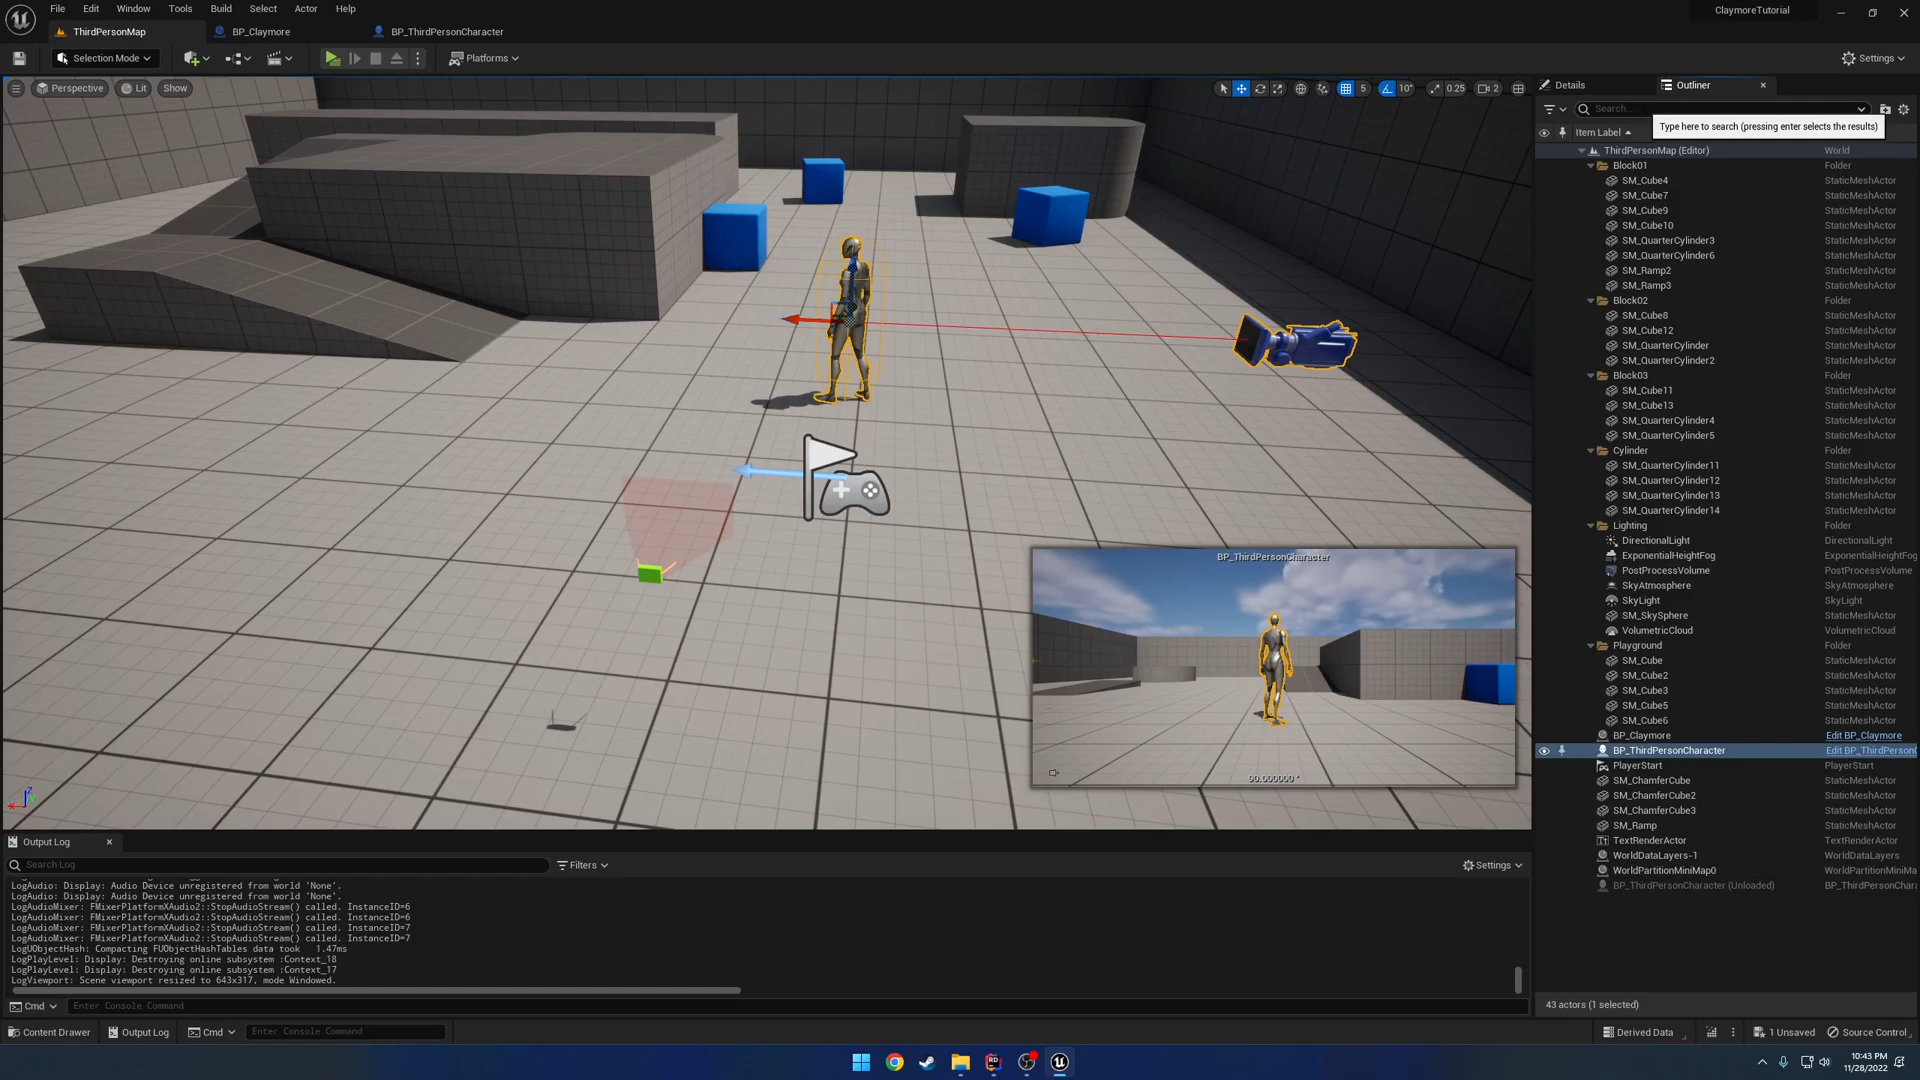 File Edit Window Tools Build Select Actor Help
ClaymoreTutorial
ThirdPersonMap
BP_Claymore
BP_ThirdPersonCharacter
Selection Mode
Platforms
Settings
Perspective
Lit
Show
5
10°
0.25
2
BP_ThirdPersonCharacter
90.000000 °
Details
Outliner
Search...
Type here to search (pressing enter selects the results)
Item Label
ThirdPersonMap (Editor) World
Block01 Folder
SM_Cube4 StaticMeshActor
SM_Cube7 StaticMeshActor
SM_Cube9 StaticMeshActor
SM_Cube10 StaticMeshActor
SM_QuarterCylinder3 StaticMeshActor
SM_QuarterCylinder6 StaticMeshActor
SM_Ramp2 StaticMeshActor
SM_Ramp3 StaticMeshActor
Block02 Folder
SM_Cube8 StaticMeshActor
SM_Cube12 StaticMeshActor
SM_QuarterCylinder StaticMeshActor
SM_QuarterCylinder2 StaticMeshActor
Block03 Folder
SM_Cube11 StaticMeshActor
SM_Cube13 StaticMeshActor
SM_QuarterCylinder4 StaticMeshActor
SM_QuarterCylinder5 StaticMeshActor
Cylinder Folder
SM_QuarterCylinder11 StaticMeshActor
SM_QuarterCylinder12 StaticMeshActor
SM_QuarterCylinder13 StaticMeshActor
SM_QuarterCylinder14 StaticMeshActor
Lighting Folder
DirectionalLight DirectionalLight
ExponentialHeightFog ExponentialHeightFog
PostProcessVolume PostProcessVolume
SkyAtmosphere SkyAtmosphere
SkyLight SkyLight
SM_SkySphere StaticMeshActor
VolumetricCloud VolumetricCloud
Playground Folder
SM_Cube StaticMeshActor
SM_Cube2 StaticMeshActor
SM_Cube3 StaticMeshActor
SM_Cube5 StaticMeshActor
SM_Cube6 StaticMeshActor
BP_Claymore Edit BP_Claymore
BP_ThirdPersonCharacter Edit BP_ThirdPersonC
PlayerStart PlayerStart
SM_ChamferCube StaticMeshActor
SM_ChamferCube2 StaticMeshActor
SM_ChamferCube3 StaticMeshActor
SM_Ramp StaticMeshActor
TextRenderActor TextRenderActor
WorldDataLayers-1 WorldDataLayers
WorldPartitionMiniMap0 WorldPartitionMiniMa
BP_ThirdPersonCharacter (Unloaded) BP_ThirdPersonChara
43 actors (1 selected)
Output Log
Search Log
Filters
Settings
LogAudio: Display: Audio Device unregistered from world 'None'.
LogAudio: Display: Audio Device unregistered from world 'None'.
LogAudioMixer: FMixerPlatformXAudio2::StopAudioStream() called. InstanceID=6
LogAudioMixer: FMixerPlatformXAudio2::StopAudioStream() called. InstanceID=6
LogAudioMixer: FMixerPlatformXAudio2::StopAudioStream() called. InstanceID=7
LogAudioMixer: FMixerPlatformXAudio2::StopAudioStream() called. InstanceID=7
LogUObjectHash: Compacting FUObjectHashTables data took 1.47ms
LogPlayLevel: Display: Destroying online subsystem :Context_18
LogPlayLevel: Display: Destroying online subsystem :Context_17
LogViewport: Scene viewport resized to 643x317, mode Windowed.
Cmd
Enter Console Command
Content Drawer
Output Log
Cmd
Enter Console Command
Derived Data
1 Unsaved
Source Control
10:43 PM
11/28/2022